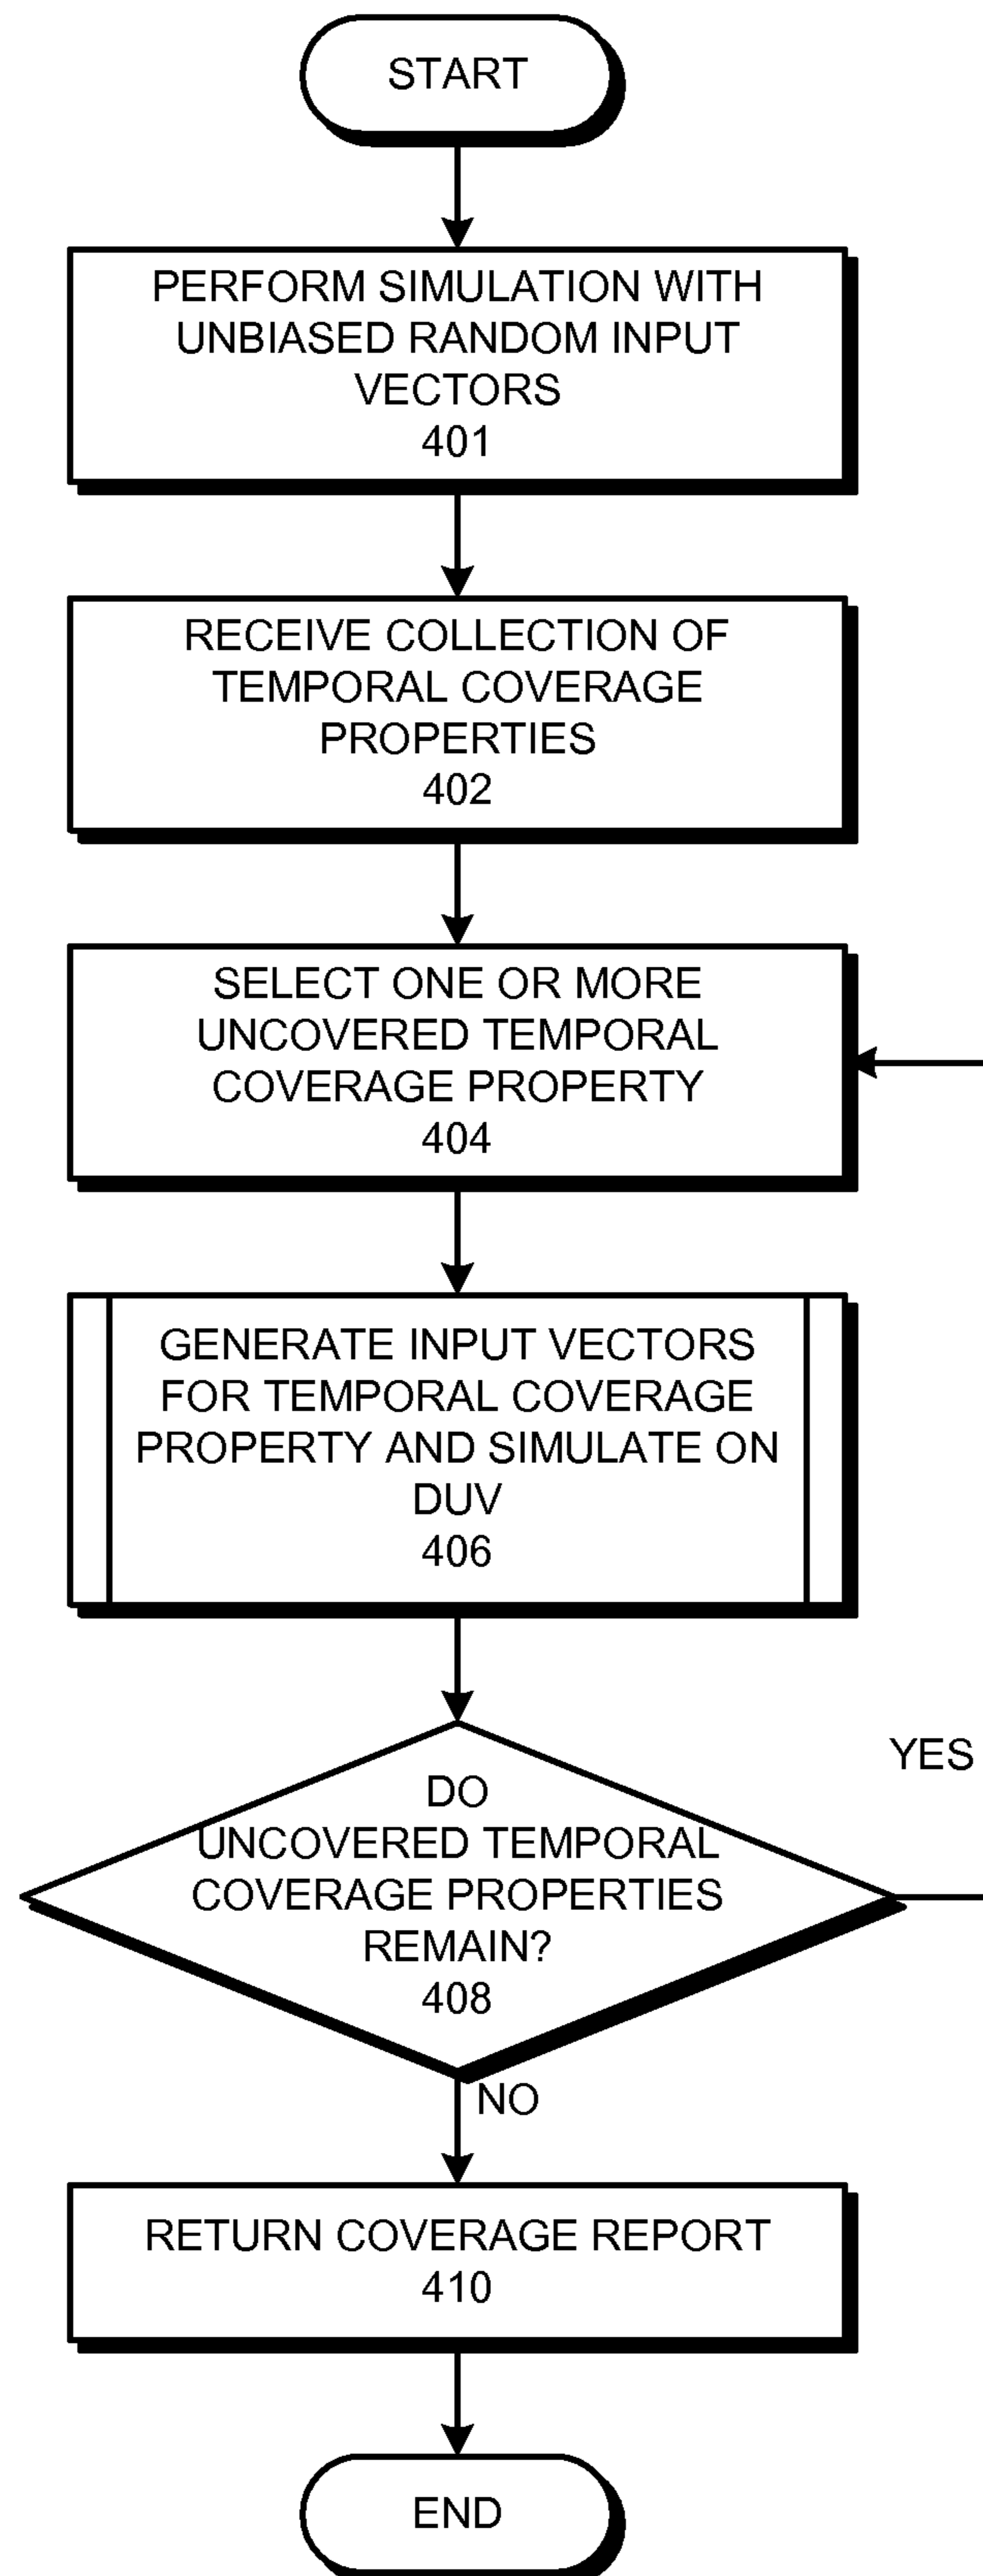 START
PERFORM SIMULATION WITH
UNBIASED RANDOM INPUT
VECTORS
401
RECEIVE COLLECTION OF
TEMPORAL COVERAGE
PROPERTIES
402
SELECT ONE OR MORE
UNCOVERED TEMPORAL
COVERAGE PROPERTY
404
GENERATE INPUT VECTORS
FOR TEMPORAL COVERAGE
PROPERTY AND SIMULATE ON
DUV
406
YES
DO
UNCOVERED TEMPORAL
COVERAGE PROPERTIES
REMAIN?
408
NO
RETURN COVERAGE REPORT
410
END